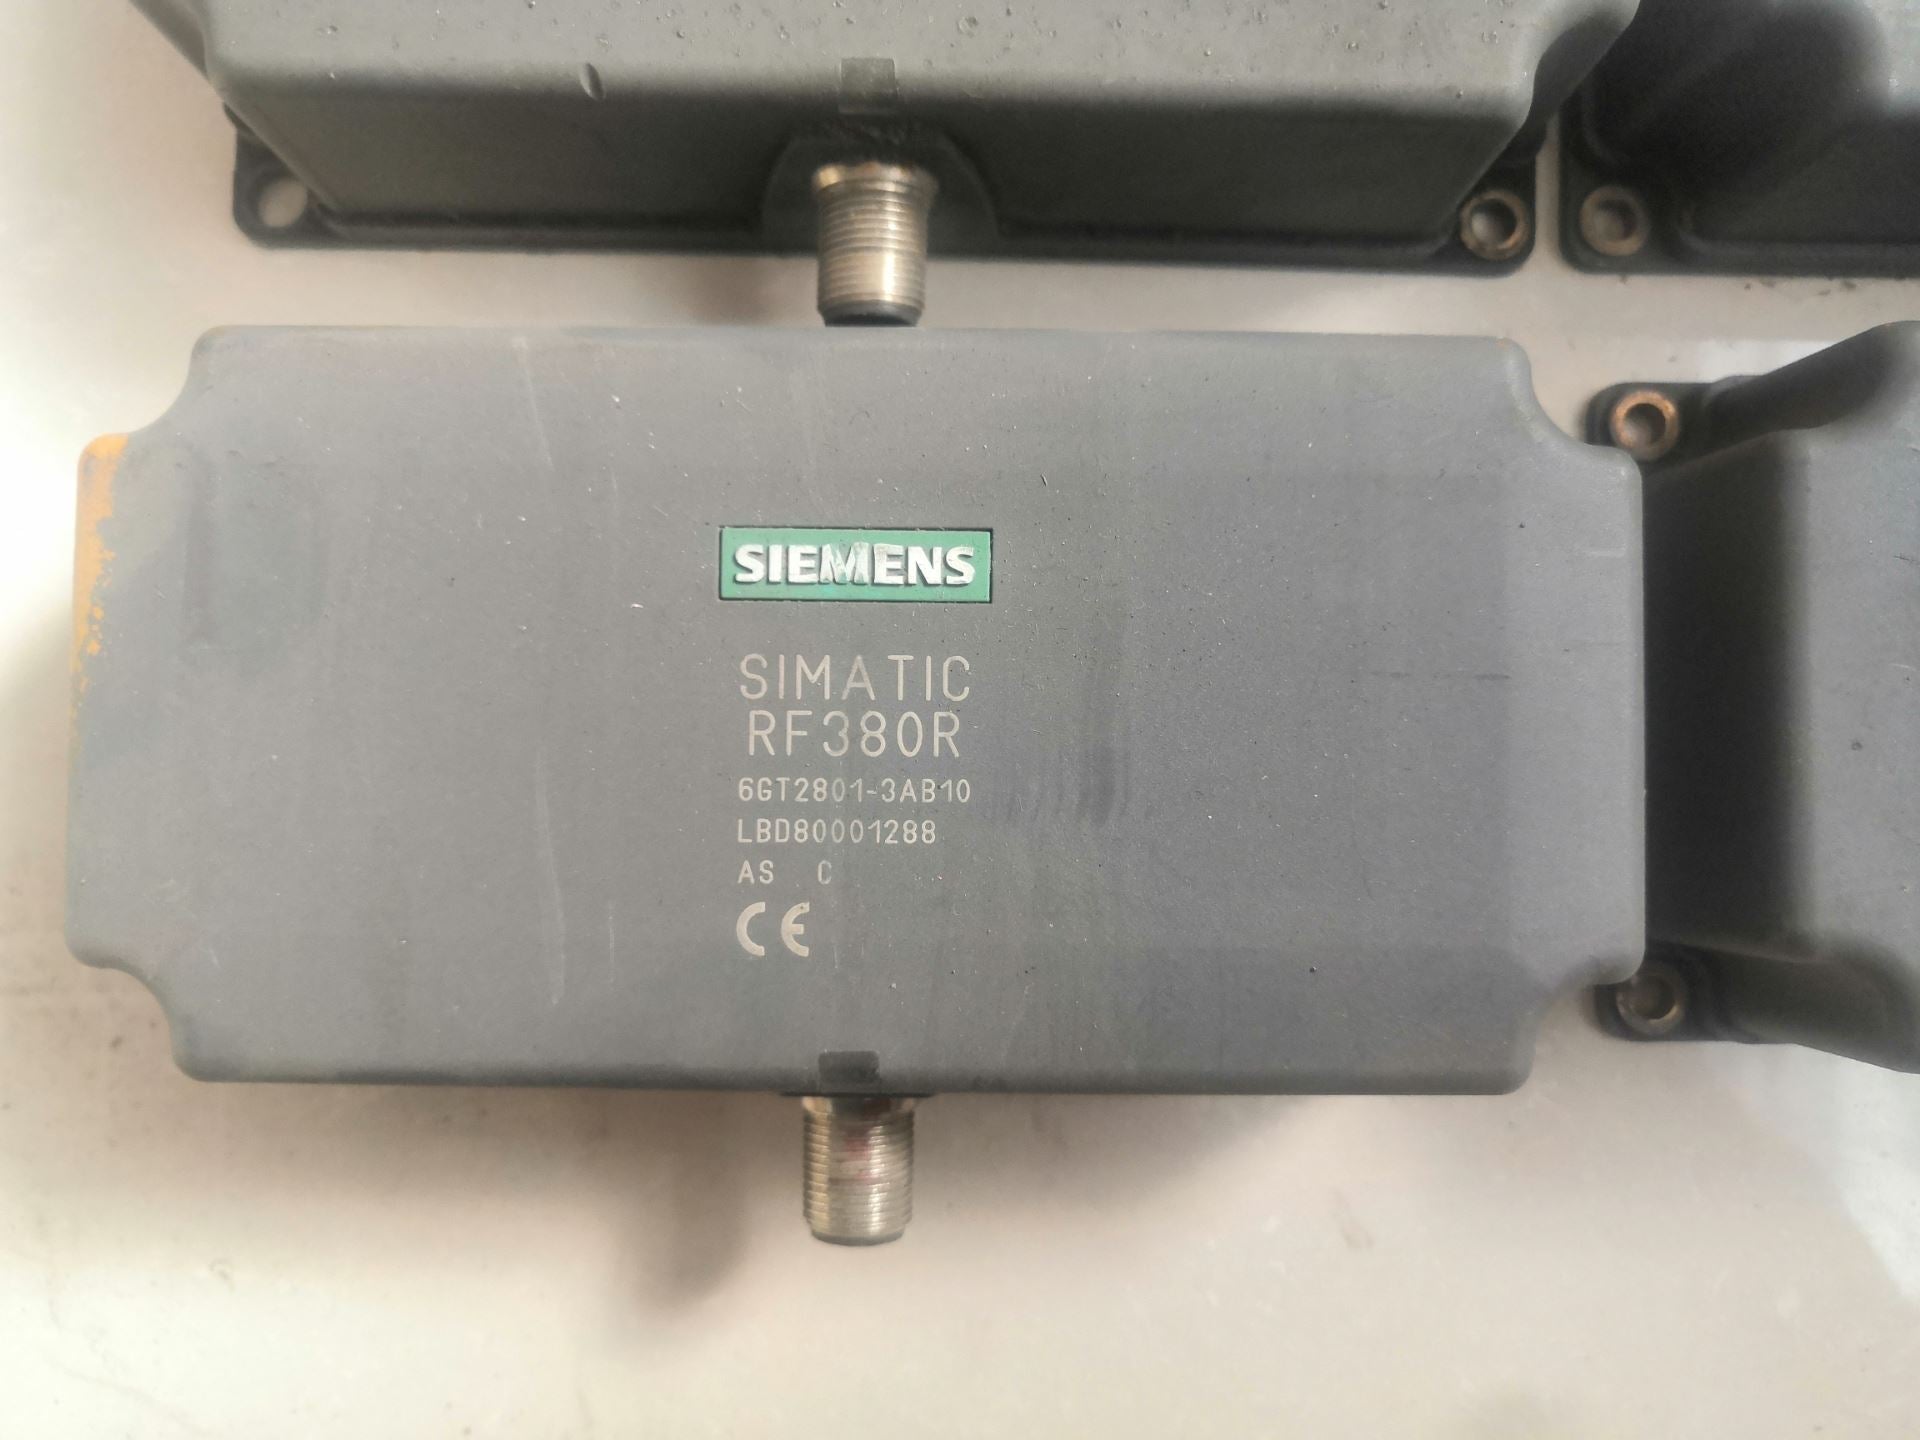 SIEMENS
SIMATIC
RF380R
6GT2801-3AB10
LBD80001288
AS C
CE